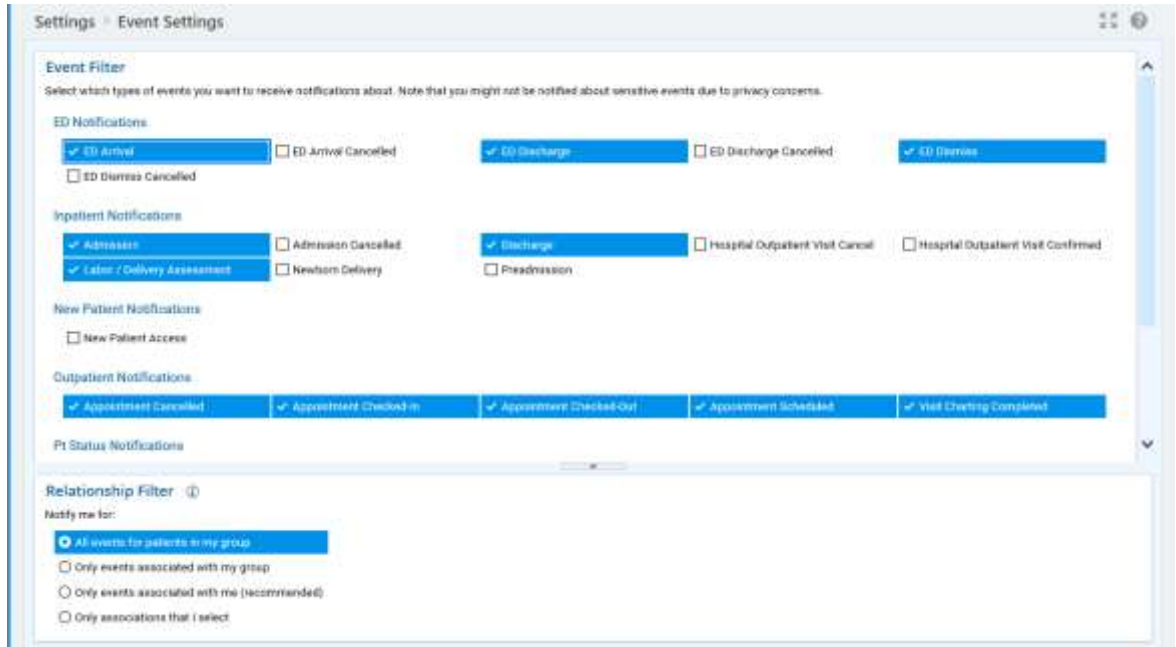 Settings Event Settings
Event Filter
Select which types of events you want to receive notifications about. Note that you might not be notified about sensitive events due to privacy concerns.
ED Notifications
ED Arrival ED Arrival Cancelled ED Discharge ED Discharge Cancelled ED Dismiss
ED Dismiss Cancelled
Inpatient Notifications
Admission Admission Cancelled Discharge Hospital Outpatient Visit Cancel Hospital Outpatient Visit Confirmed
Labor / Delivery Assessment Newborn Delivery Preadmission
New Patient Notifications
New Patient Access
Outpatient Notifications
Appointment Cancelled Appointment Checked-In Appointment Checked-Out Appointment Scheduled Visit Charting Completed
Pt Status Notifications
Relationship Filter
Notify me for:
All events for patients in my group
Only events associated with my group
Only events associated with me (recommended)
Only associations that I select